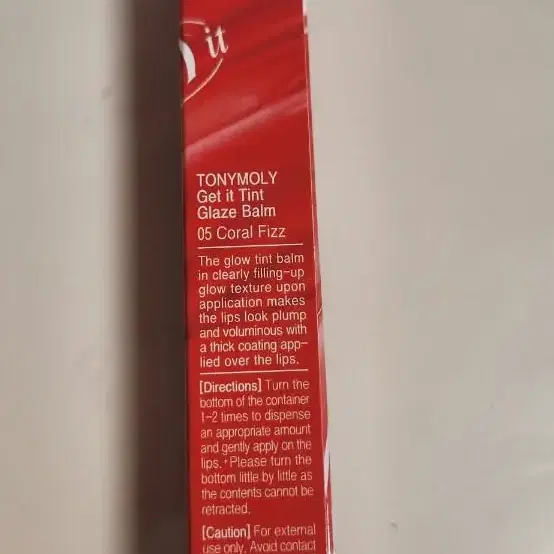 it
TONYMOLY
Get it Tint
Glaze Balm
05 Coral Fizz
The glow tint balm
in clearly filling-up
glow texture upon
application makes
the lips look plump
and voluminous with
a thick coating app-
lied over the lips.
[Directions] Turn the
bottom of the container
1~2 times to dispense
an appropriate amount
and gently apply on the
lips. * Please turn the
bottom little by little as
the contents cannot be
retracted.
[Caution] For external
use only. Avoid contact